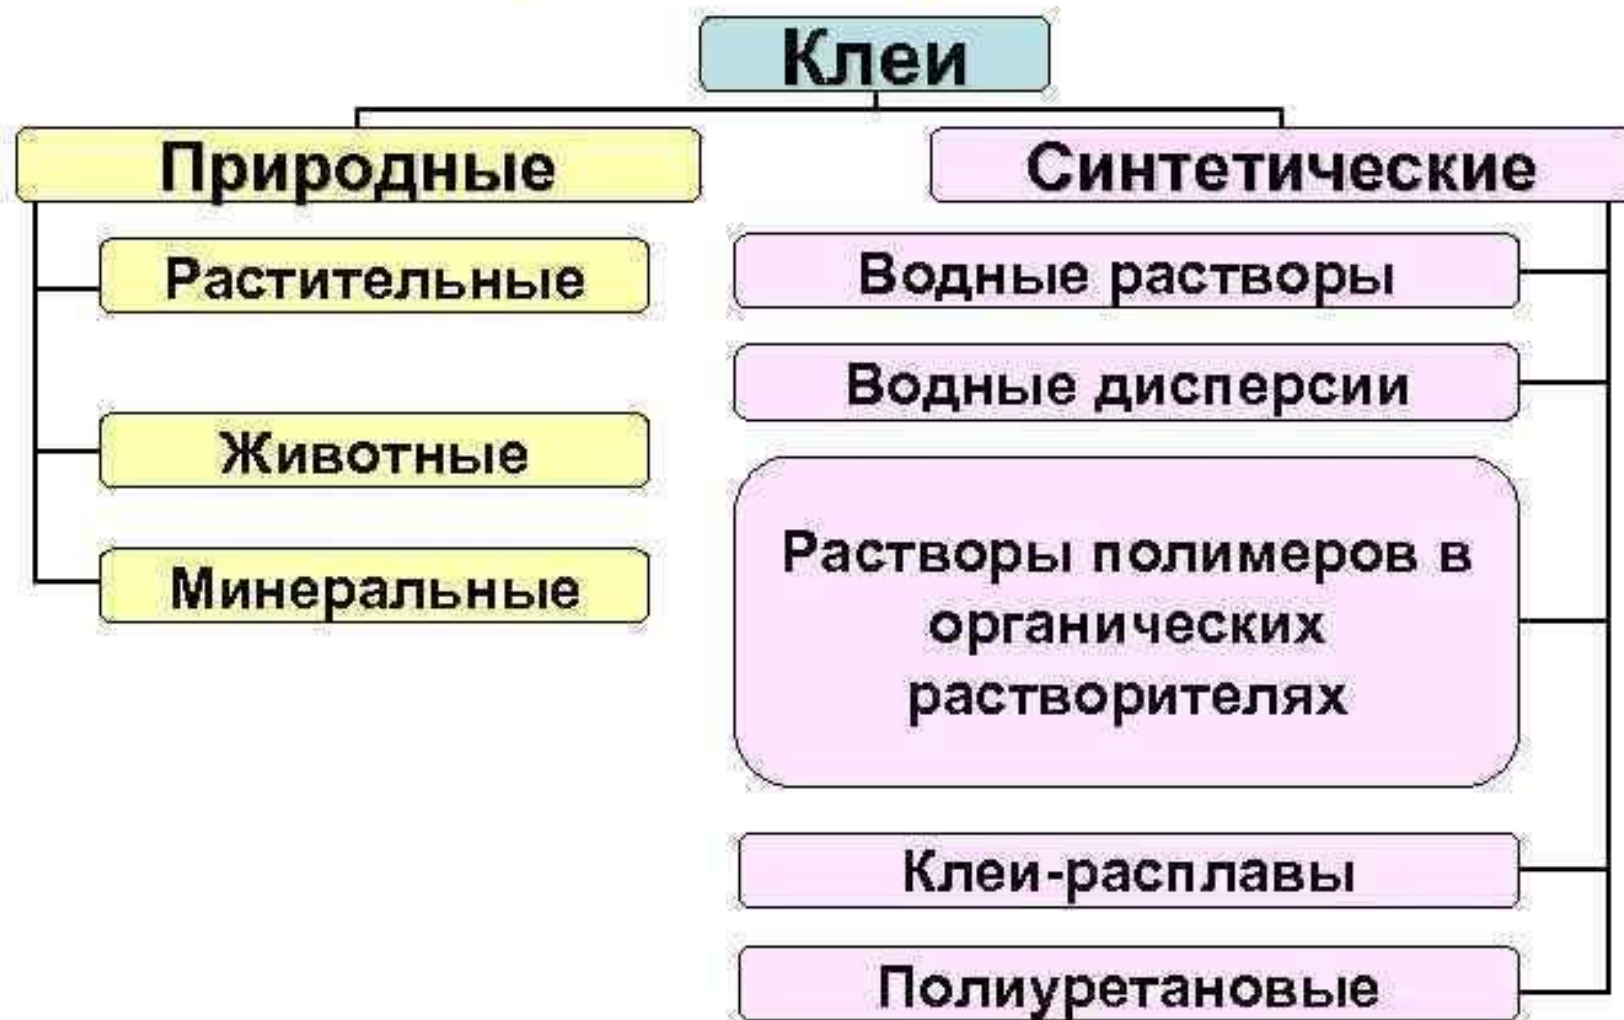 Клеи
Природные
Растительные
Животные
Минеральные
Синтетические
Водные растворы
Водные дисперсии
Растворы полимеров в
органических
растворителях
Клеи-расплавы
Полиуретановые